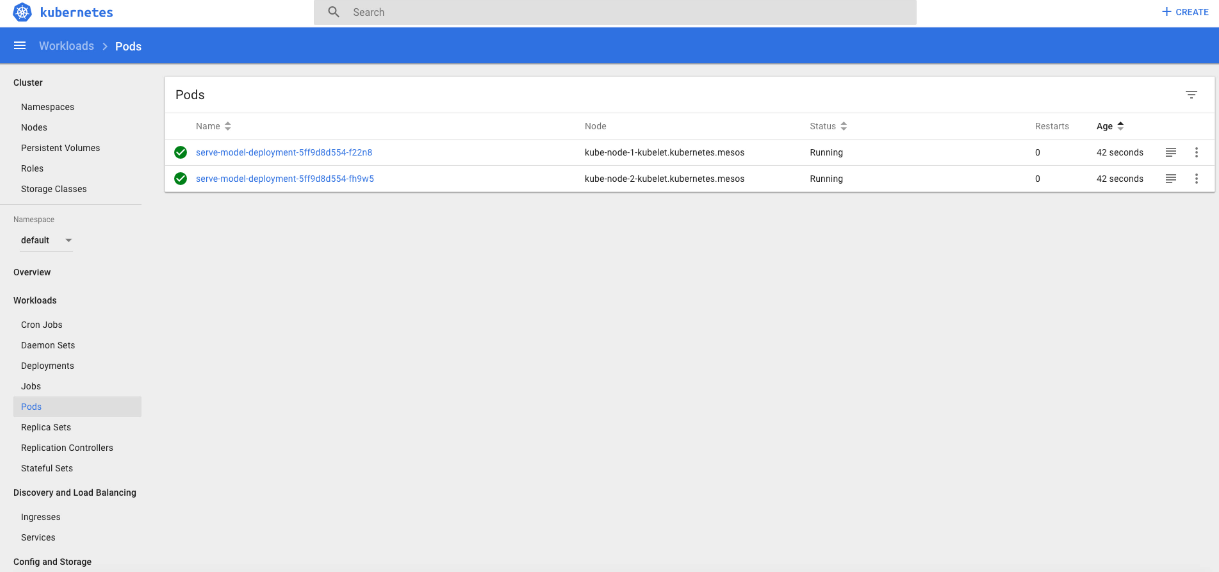 kubernetes
Search
CREATE
Workloads > Pods
Cluster
Namespaces
Nodes
Persistent Volumes
Roles
Storage Classes
Namespace
default
Overview
Workloads
Cron Jobs
Daemon Sets
Deployments
Jobs
Pods
Replica Sets
Replication Controllers
Stateful Sets
Discovery and Load Balancing
Ingresses
Services
Config and Storage
Pods
Name Node Status Restarts Age
serve-model-deployment-5ff9d8d554-f22n8 kube-node-1-kubelet.kubernetes.mesos Running 0 42 seconds
serve-model-deployment-5ff9d8d554-fh9w5 kube-node-2-kubelet.kubernetes.mesos Running 0 42 seconds